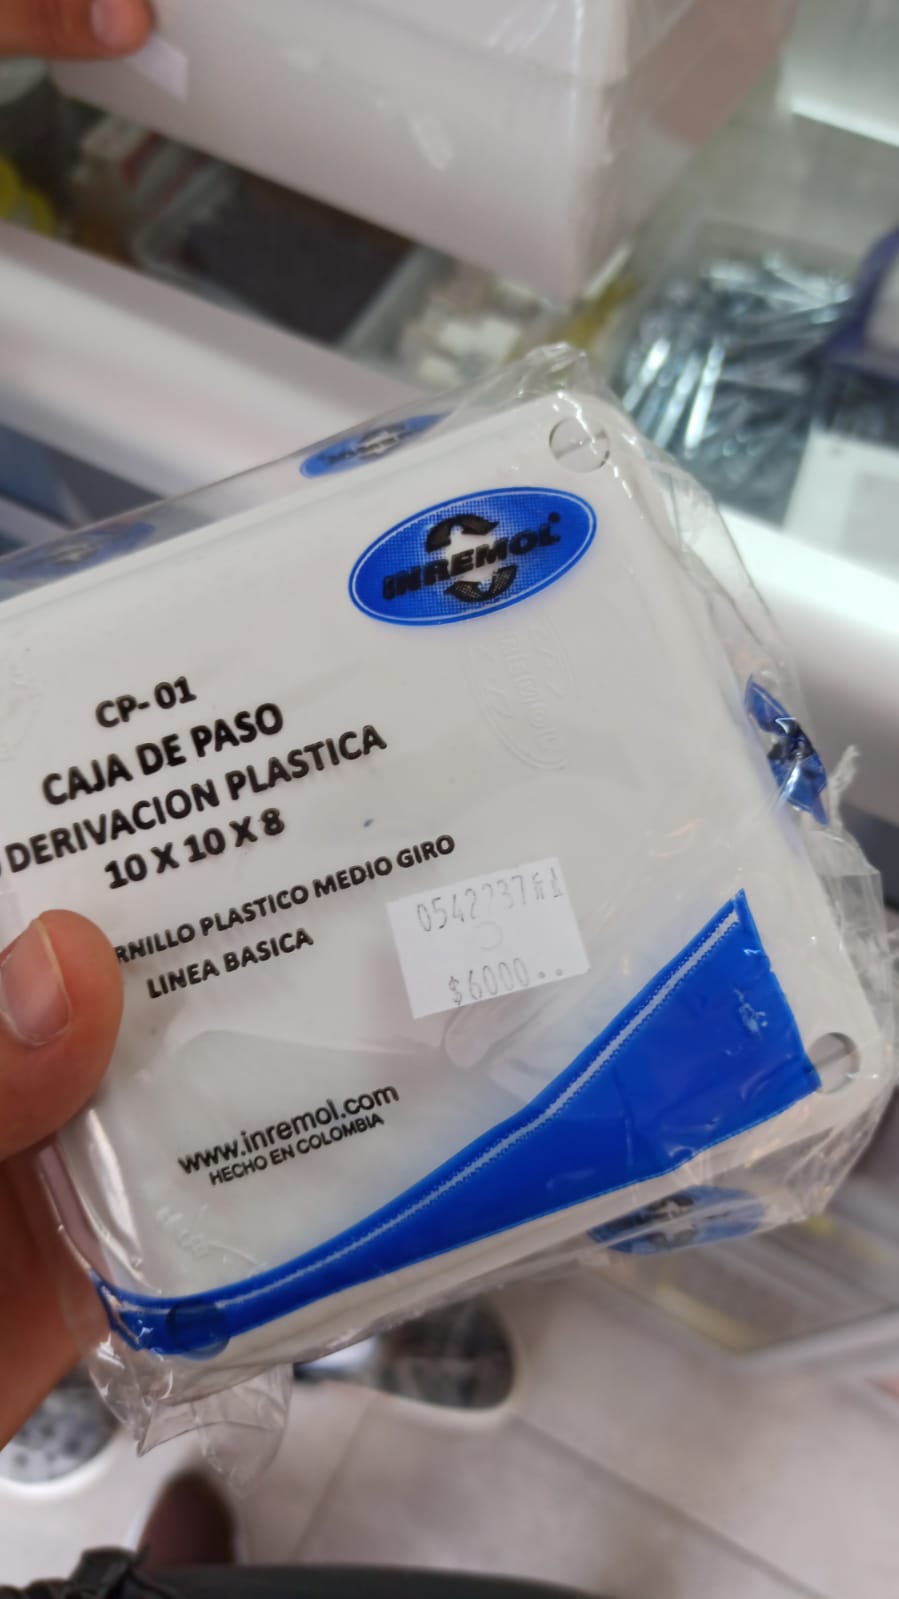 INREMOL
CP-01
CAJA DE PASO
DERIVACION PLASTICA
10 X 10 X 8
RNILLO PLASTICO MEDIO GIRO
LINEA BASICA
$6000..
www.inremol.com
HECHO EN COLOMBIA